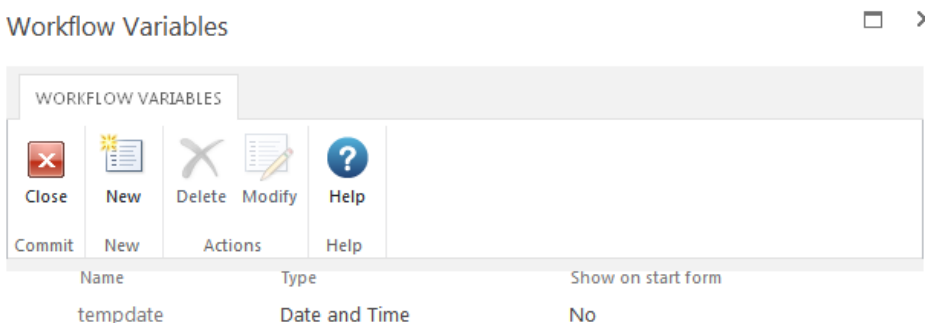 Workflow Variables
WORKFLOW VARIABLES
Close New Delete Modify Help
Commit New Actions Help
Name Type Show on start form
tempdate Date and Time No